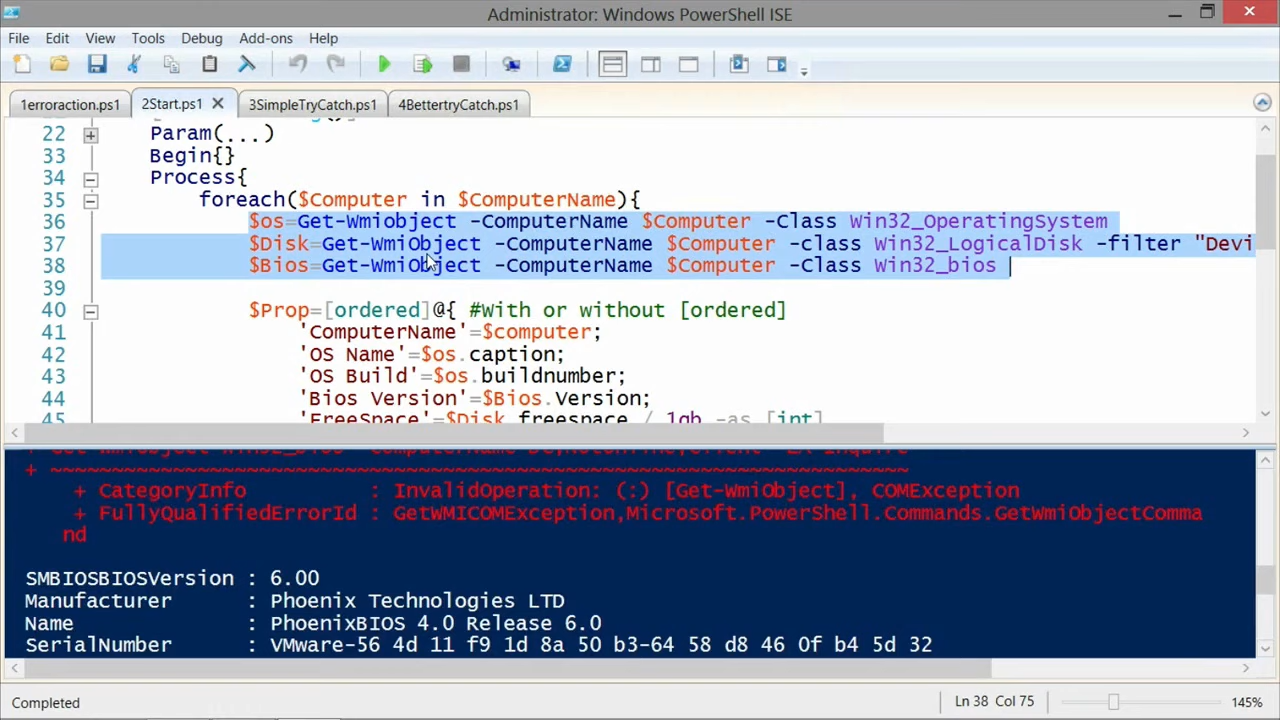 Administrator: Windows PowerShell ISE
File Edit View Tools Debug Add-ons Help
1erroraction.ps1 2Start.ps1 3SimpleTryCatch.ps1 4BettertryCatch.ps1
22 Param(...)
33 Begin{}
34 Process{
35 foreach($Computer in $ComputerName){
36 $os=Get-Wmiobject -ComputerName $Computer -Class Win32_OperatingSystem
37 $Disk=Get-WmiObject -ComputerName $Computer -class Win32_LogicalDisk -filter "Devi
38 $Bios=Get-WmiObject -ComputerName $Computer -Class Win32_bios
39
40 $Prop=[ordered]@{ #With or without [ordered]
41 'ComputerName'=$computer;
42 'OS Name'=$os.caption;
43 'OS Build'=$os.buildnumber;
44 'Bios Version'=$Bios.Version;
45 'FreeSpace'=$Disk.freespace / 1gb -as [int]
+ ~~~~~~~~~~~~~~~~~~~~~~~~~~~~~~~~~~~~~~~~~~~~~~~~~~~~~~~~~~~~~~~~~~~~~~
+ CategoryInfo : InvalidOperation: (:) [Get-WmiObject], COMException
+ FullyQualifiedErrorId : GetWMICOMException,Microsoft.PowerShell.Commands.GetWmiObjectComma
nd
SMBIOSBIOSVersion : 6.00
Manufacturer : Phoenix Technologies LTD
Name : PhoenixBIOS 4.0 Release 6.0
SerialNumber : VMware-56 4d 11 f9 1d 8a 50 b3-64 58 d8 46 0f b4 5d 32
Completed Ln 38 Col 75 145%